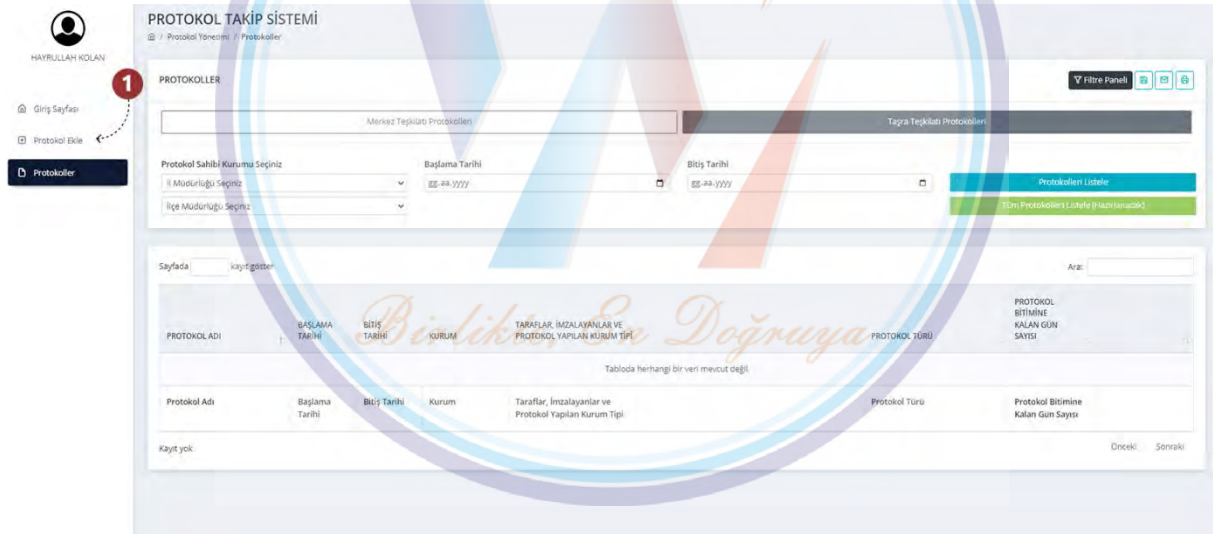 PROTOKOL TAKİP SİSTEMİ
/ Protokol Yönetimi / Protokoller
HAYRULLAH KOLAN
1
Giriş Sayfası
Protokol Ekle
Protokoller
PROTOKOLLER
Filtre Paneli
Merkez Teşkilatı Protokolleri
Taşra Teşkilatı Protokolleri
Protokol Sahibi Kurumu Seçiniz
Başlama Tarihi
Bitiş Tarihi
İl Müdürlüğü Seçiniz
gg.aa.yyyy
gg.aa.yyyy
Protokolleri Listele
İlçe Müdürlüğü Seçiniz
Tüm Protokolleri Listele (Hazırlanacak)
Sayfada kayıt göster
Ara:
PROTOKOL ADI
BAŞLAMA
TARİHİ
BİTİŞ
TARİHİ
KURUM
TARAFLAR, İMZALAYANLAR VE
PROTOKOL YAPILAN KURUM TİPİ
PROTOKOL TÜRÜ
PROTOKOL
BİTİMİNE
KALAN GÜN
SAYISI
Birlikte, En Doğruya
Tabloda herhangi bir veri mevcut değil
Protokol Adı
Başlama
Tarihi
Bitiş Tarihi
Kurum
Taraflar, İmzalayanlar ve
Protokol Yapılan Kurum Tipi
Protokol Türü
Protokol Bitimine
Kalan Gün Sayısı
Kayıt yok
Önceki Sonraki